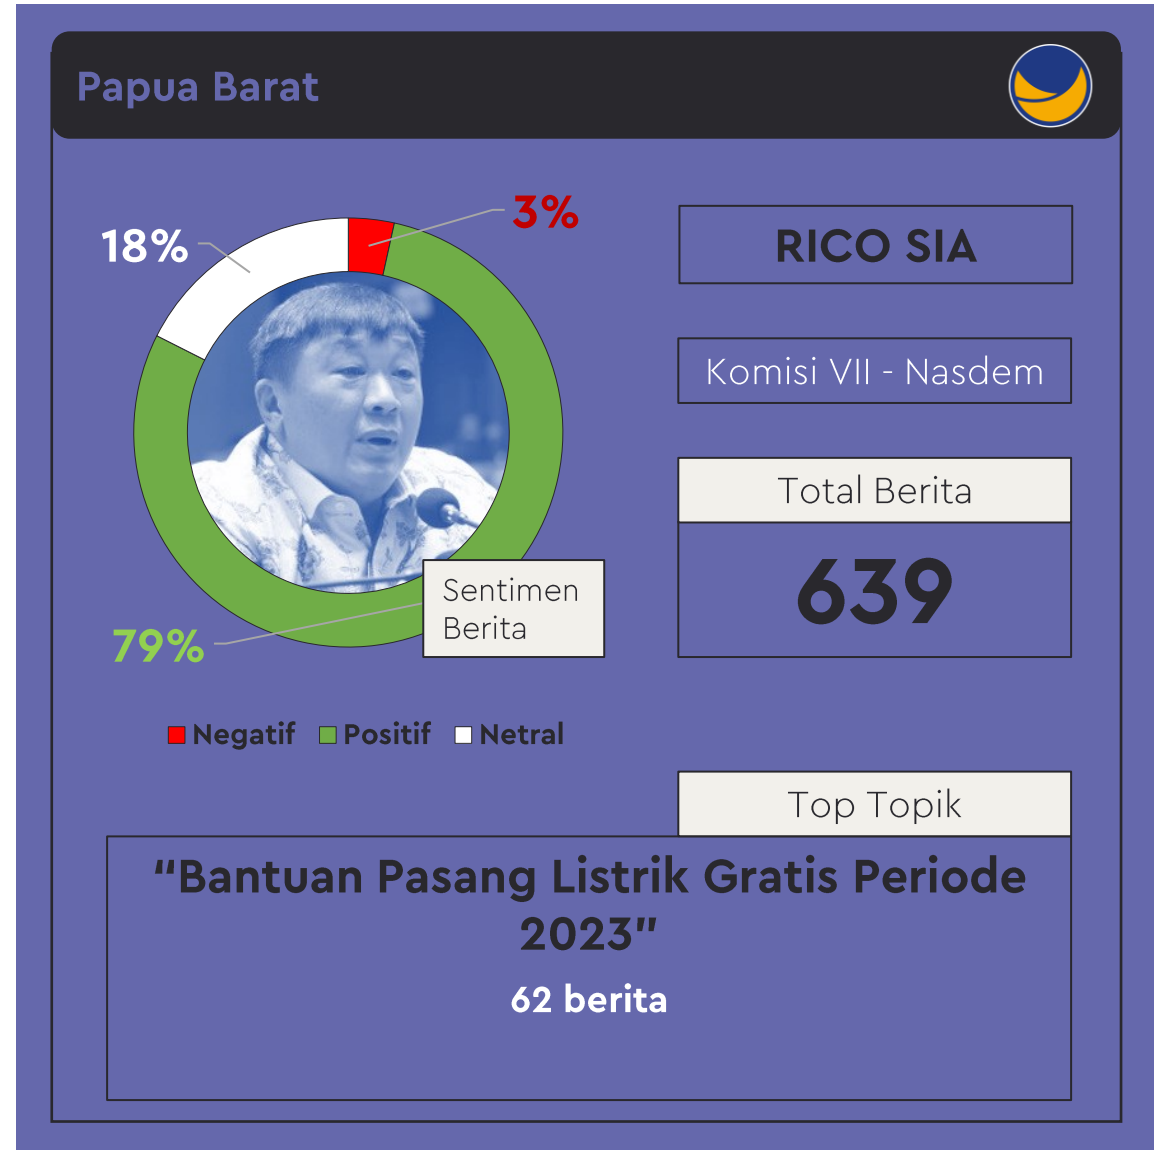 Papua Barat
3%
18%
RICO SIA
Komisi VII - Nasdem
Total Berita
639
Sentimen
Berita
79%
Negatif Positif Netral
Top Topik
“Bantuan Pasang Listrik Gratis Periode
2023”
62 berita